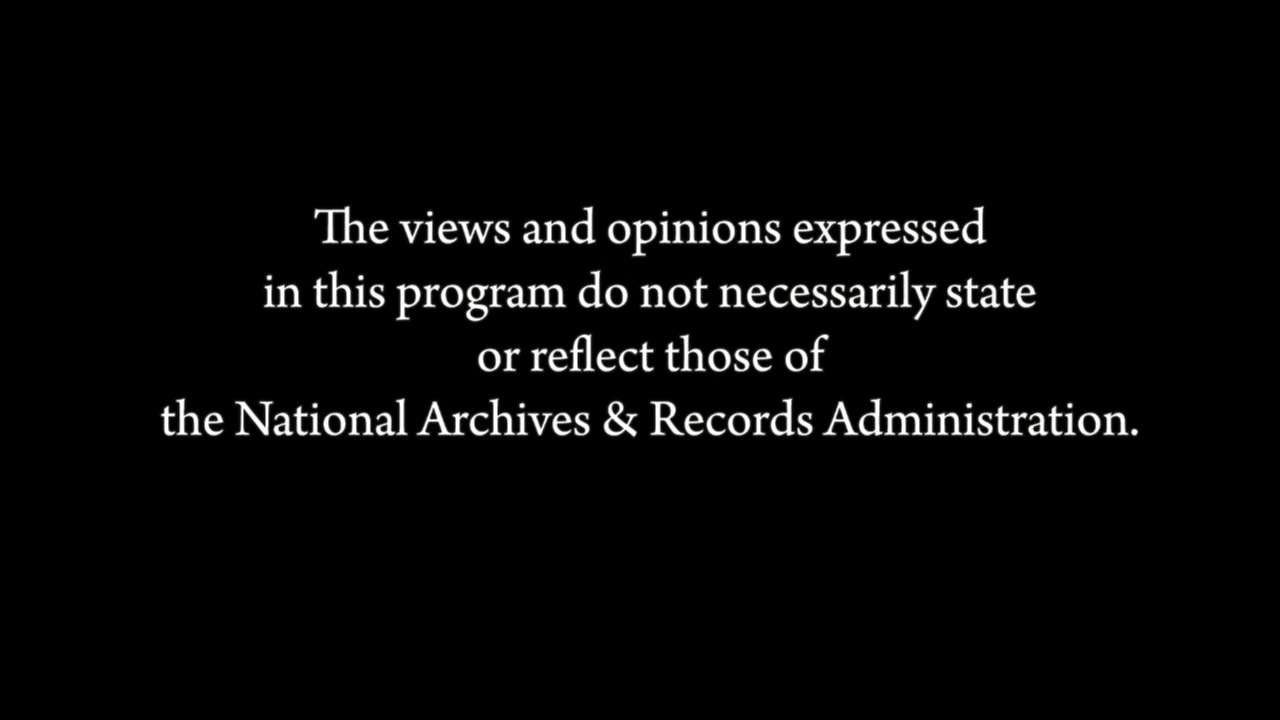 The views and opinions expressed
in this program do not necessarily state
or reflect those of
the National Archives & Records Administration.